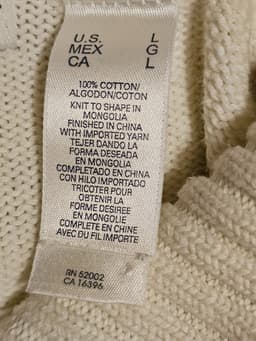 U.S. L
MEX G
CA L
100% COTTON/
ALGODON/COTON
KNIT TO SHAPE IN
MONGOLIA
FINISHED IN CHINA
WITH IMPORTED YARN
TEJER DANDO LA
FORMA DESEADA
EN MONGOLIA
COMPLETADO EN CHINA
CON HILO IMPORTADO
TRICOTER POUR
OBTENIR LA
FORME DESIREE
EN MONGOLIE
COMPLETE EN CHINE
AVEC DU FIL IMPORTE
RN 52002
CA 16396